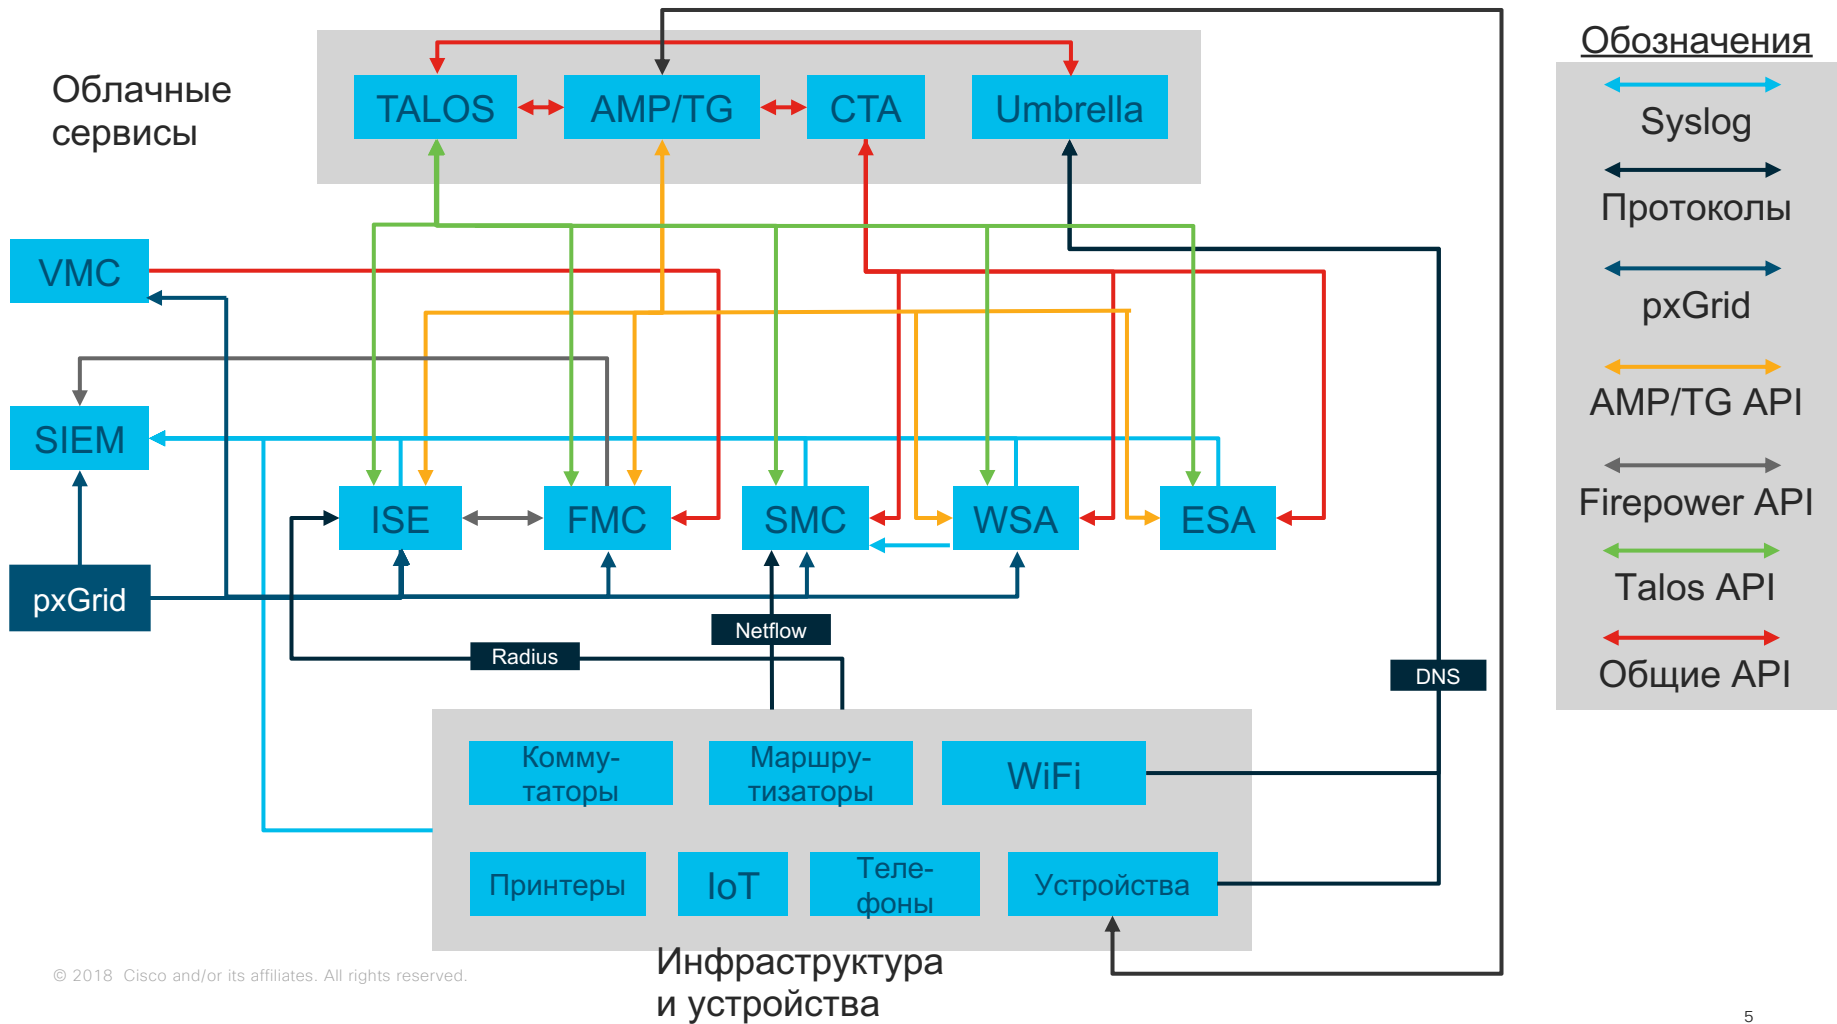 Облачные
сервисы
TALOS
AMP/TG
CTA
Umbrella
VMC
SIEM
pxGrid
ISE
FMC
SMC
WSA
ESA
Netflow
Radius
DNS
Комму-
таторы
Маршру-
тизаторы
WiFi
Принтеры
IoT
Теле-
фоны
Устройства
Инфраструктура
и устройства
Обозначения
Syslog
Протоколы
pxGrid
AMP/TG API
Firepower API
Talos API
Общие API
© 2018 Cisco and/or its affiliates. All rights reserved.
5